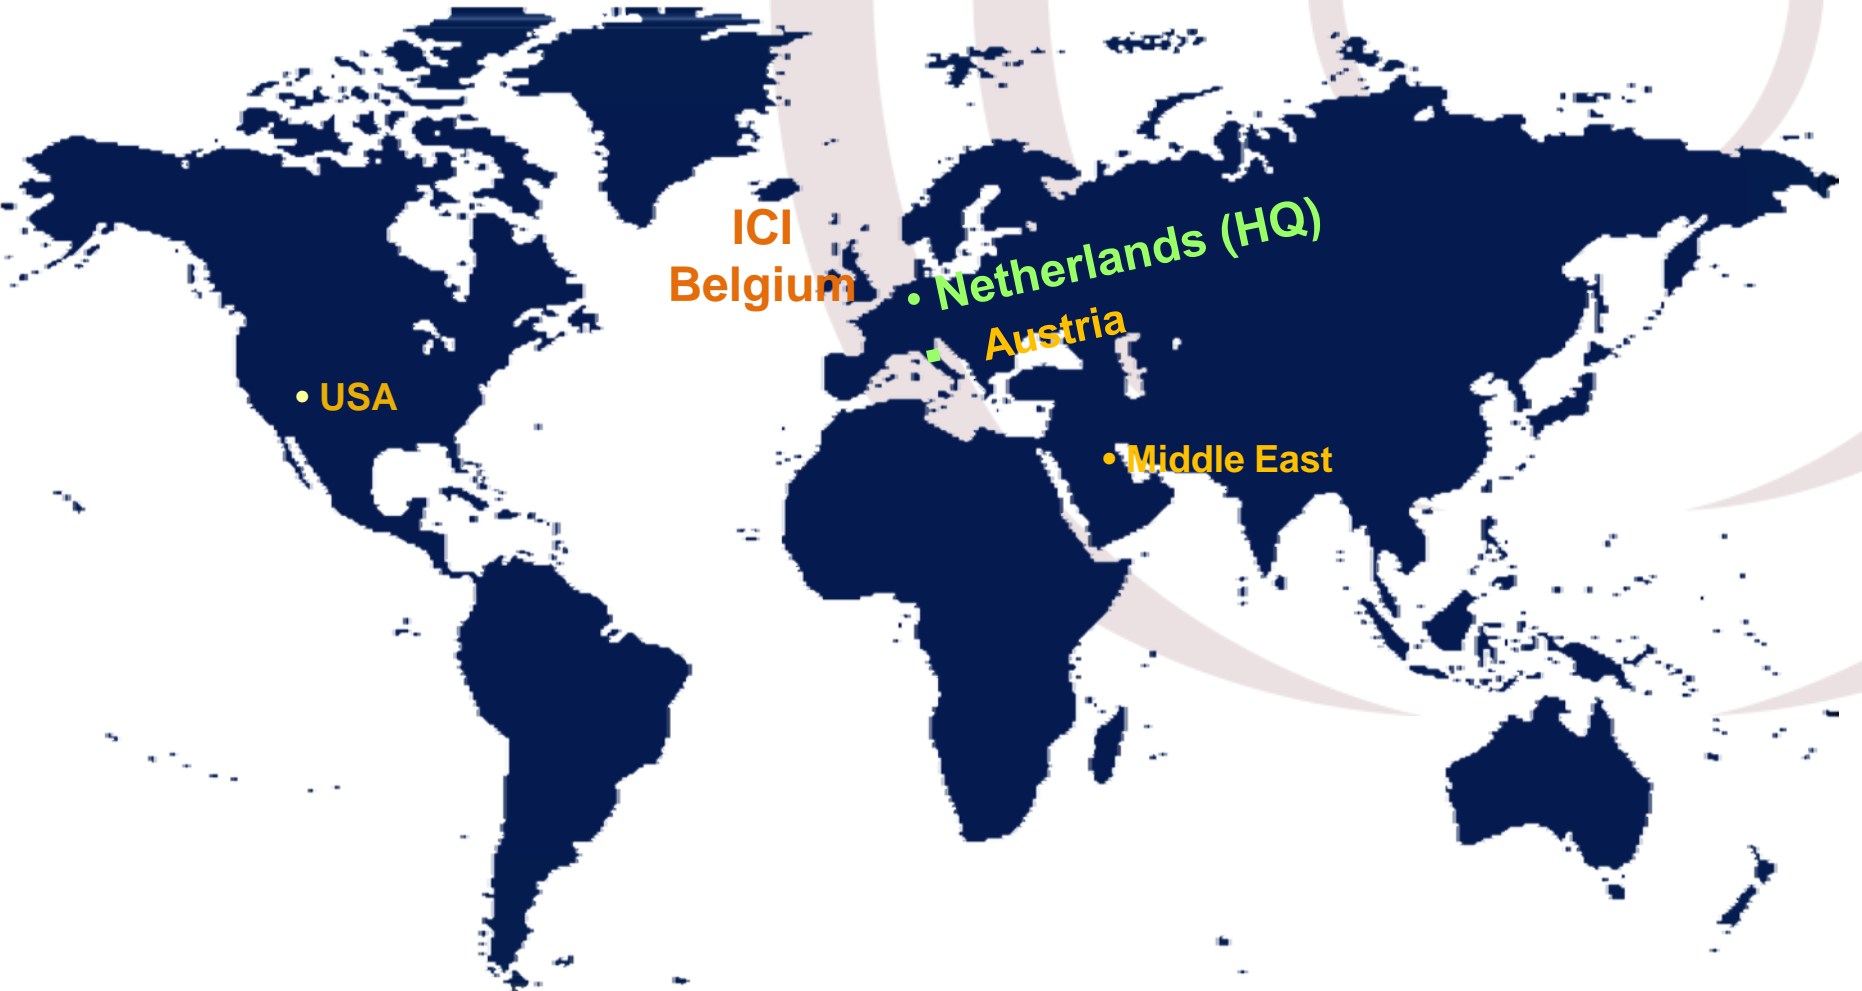 ICI
Belgium
• Netherlands (HQ)
Austria
• USA
• Middle East